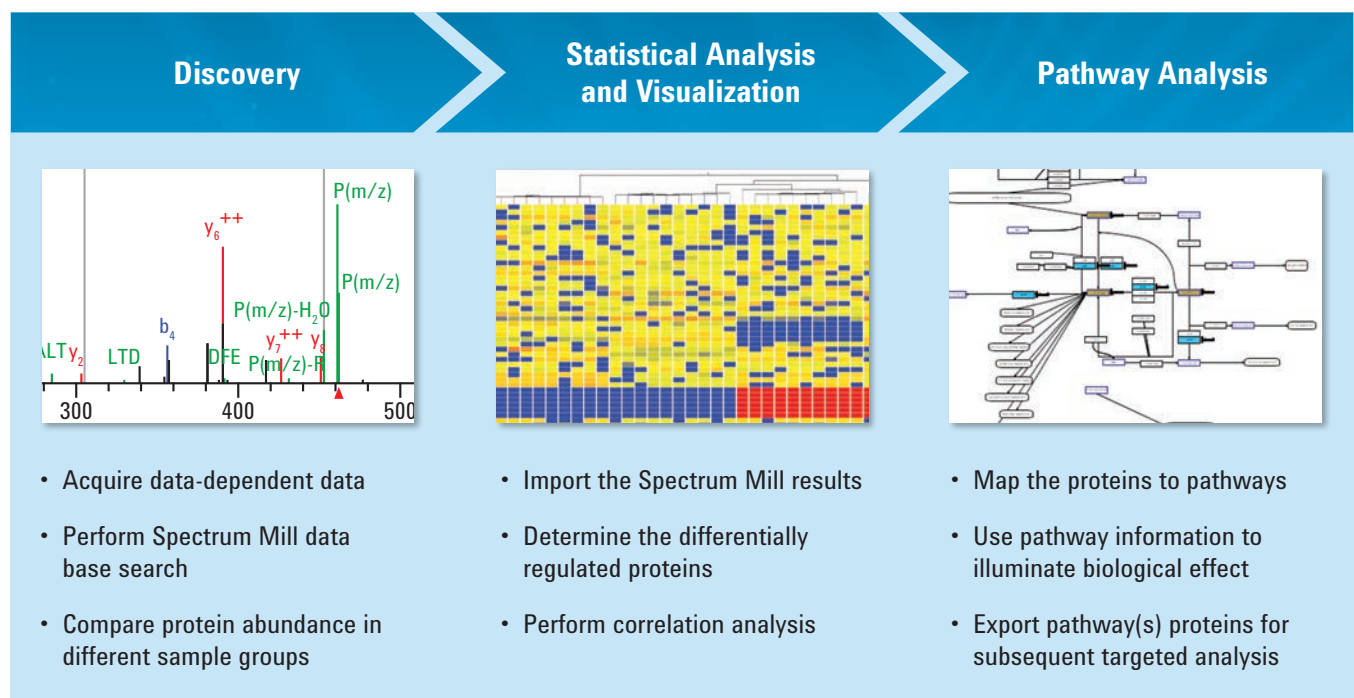 Discovery
Statistical Analysis
and Visualization
Pathway Analysis
P(m/z)
y6++
P(m/z)
P(m/z)-H2O
b4
y7++ y8
ALT y2 LTD DFE P(m/z)-H
300 400 500
• Acquire data-dependent data
• Perform Spectrum Mill data
base search
• Compare protein abundance in
different sample groups
• Import the Spectrum Mill results
• Determine the differentially
regulated proteins
• Perform correlation analysis
• Map the proteins to pathways
• Use pathway information to
illuminate biological effect
• Export pathway(s) proteins for
subsequent targeted analysis